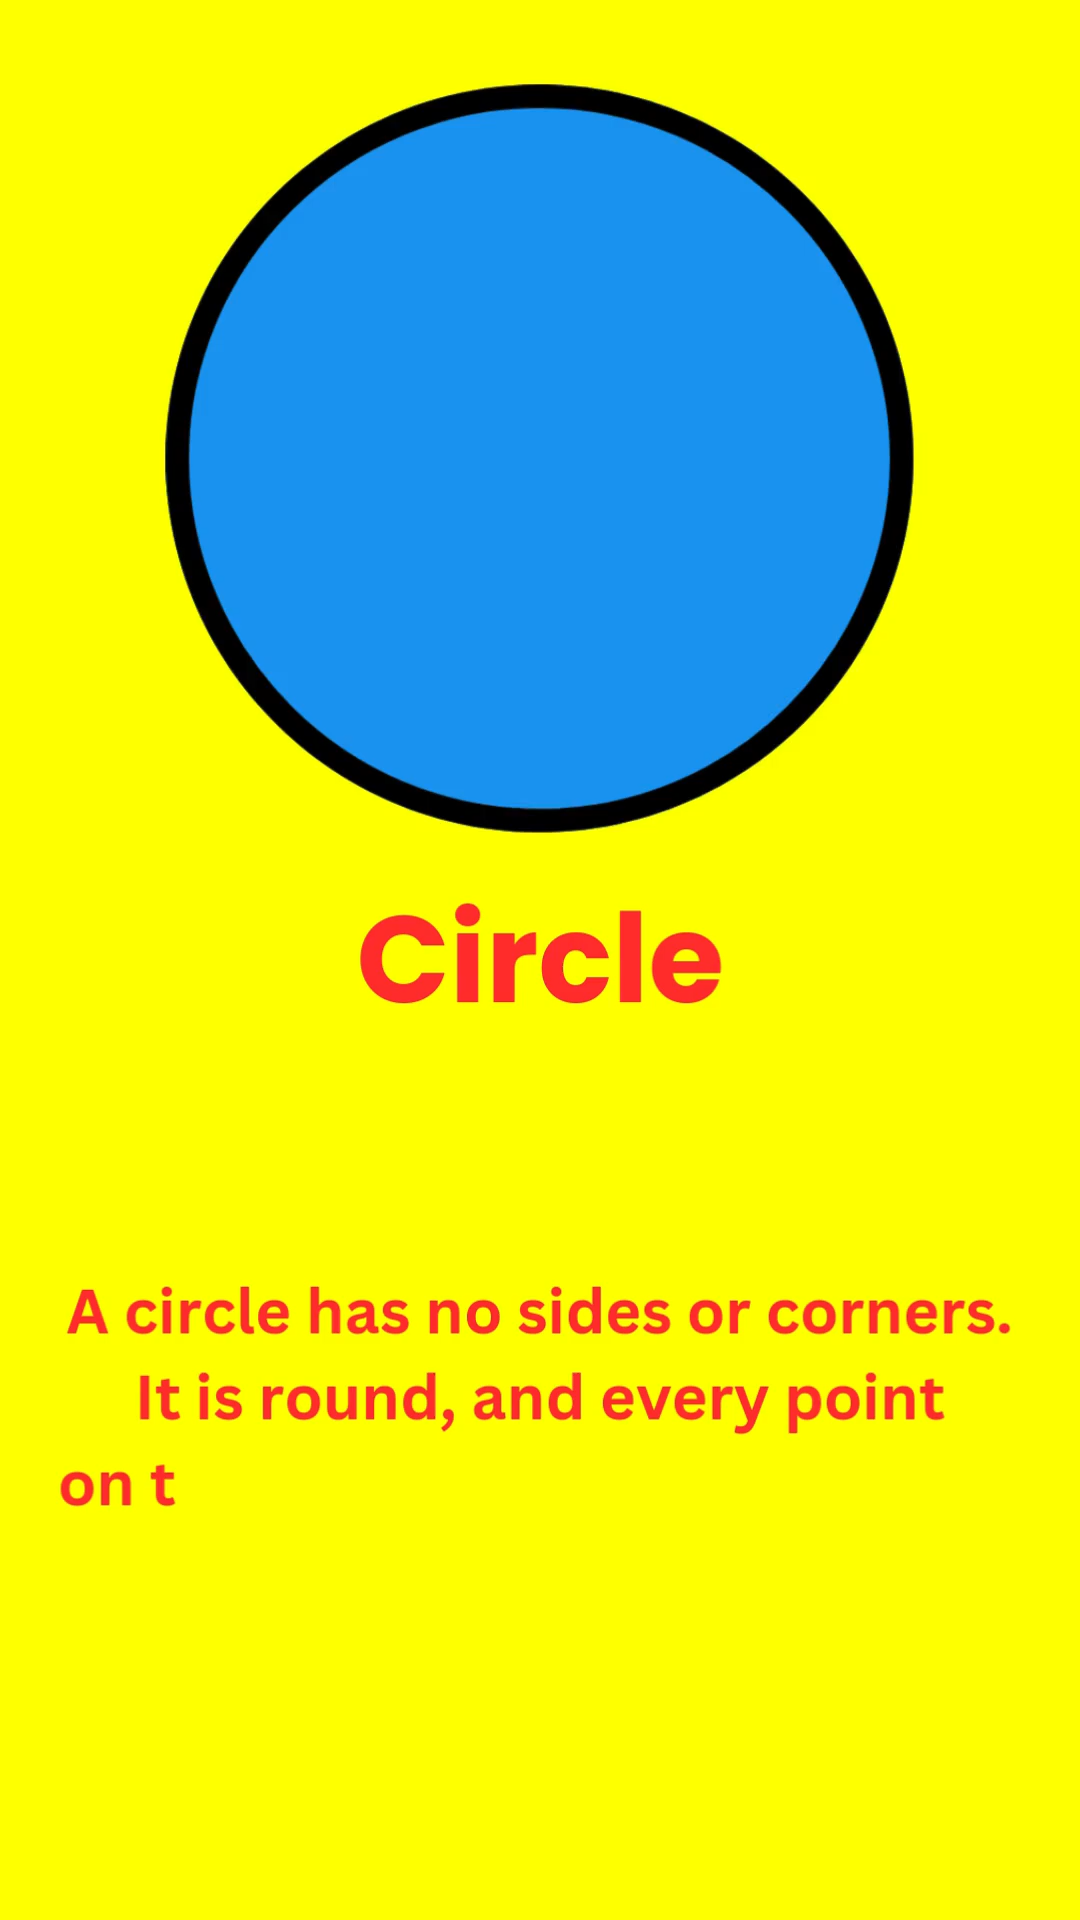 Circle
A circle has no sides or corners.
It is round, and every point
on t